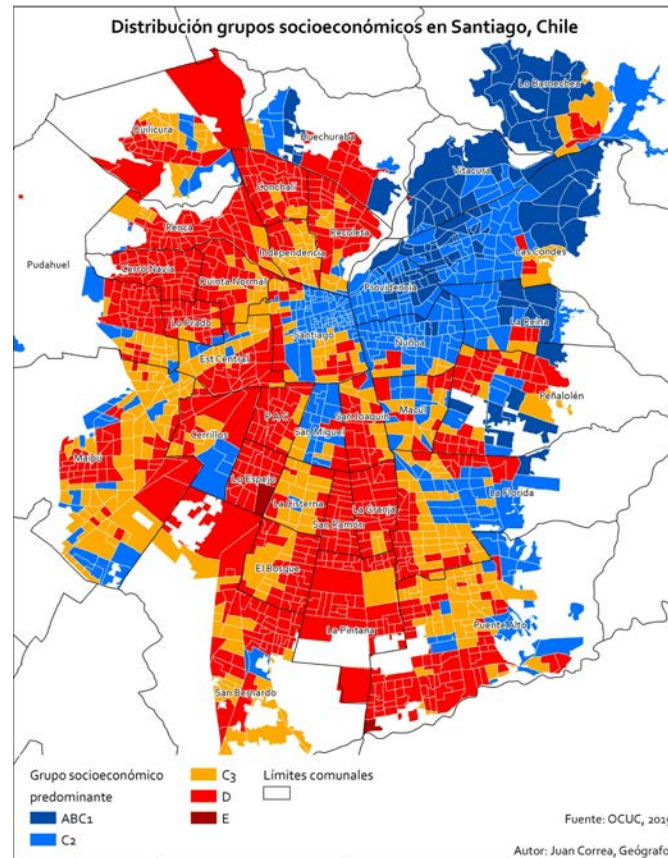 Distribución grupos socioeconómicos en Santiago, Chile
Lo Barnechea
Quilicura
Huechuraba
Vitacura
Conchalí
Recoleta
Renca
Independencia
Las Condes
Pudahuel
Cerro Navia
Quinta Normal
Providencia
Lo Prado
Santiago
La Reina
Ñuñoa
Est Central
Peñalolén
P.A.C.
San Joaquín
Macul
Cerrillos
San Miguel
Maipú
Lo Espejo
La Florida
La Cisterna
La Granja
San Ramón
El Bosque
La Pintana
Puente Alto
San Bernardo
Grupo socioeconómico
predominante
ABC1
C2
C3
D
E
Límites comunales
Fuente: OCUC, 2015
Autor: Juan Correa, Geógrafo